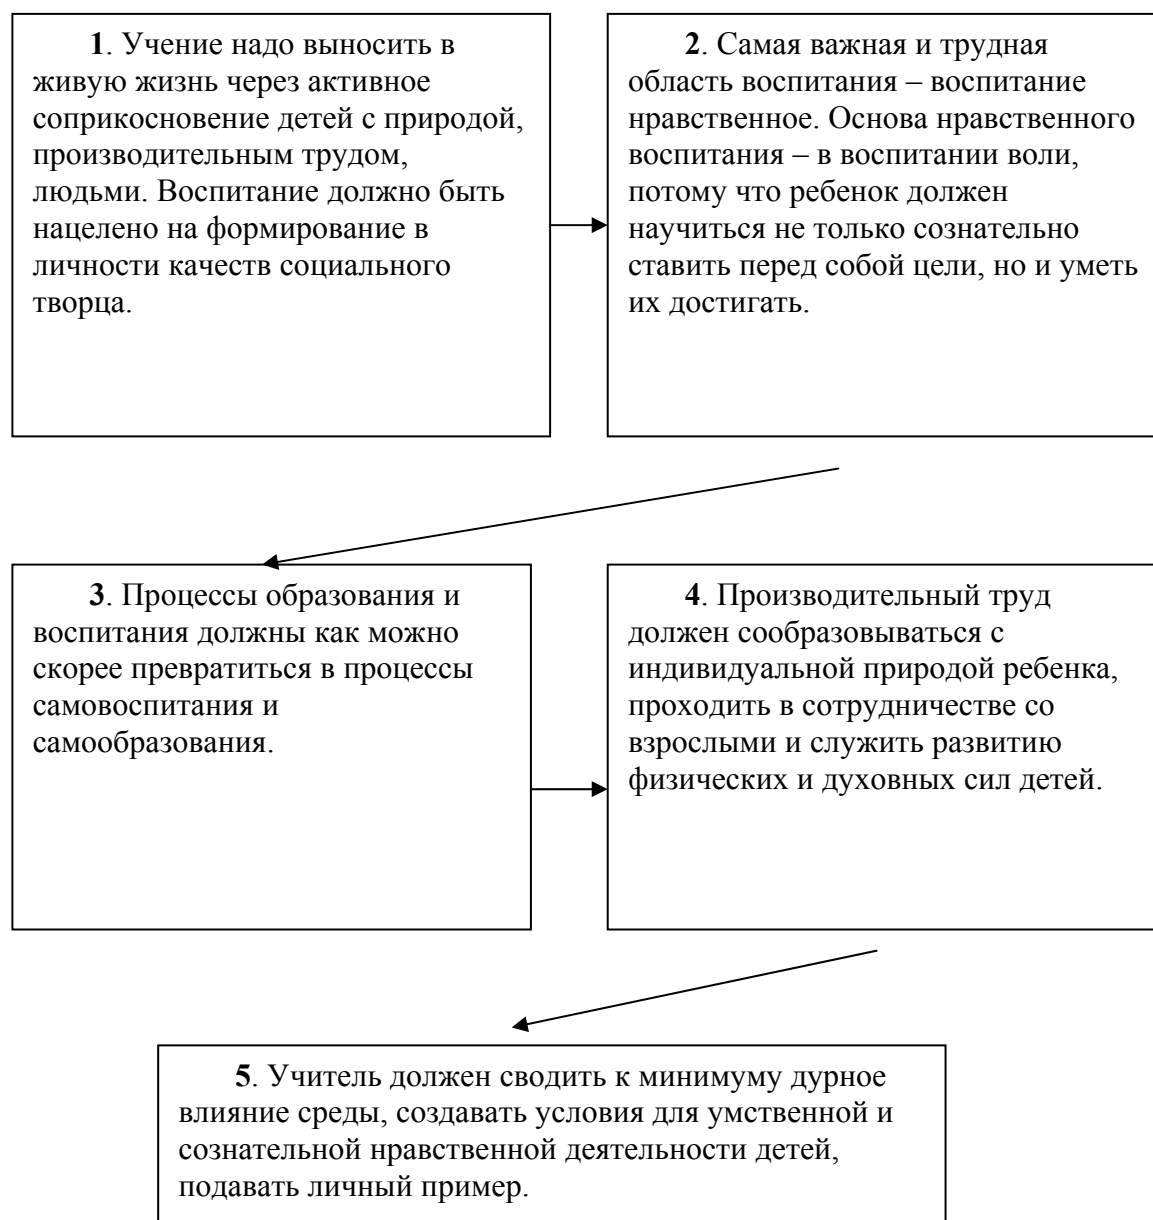 1. Учение надо выносить в
живую жизнь через активное
соприкосновение детей с природой,
производительным трудом,
людьми. Воспитание должно быть
нацелено на формирование в
личности качеств социального
творца.
2. Самая важная и трудная
область воспитания – воспитание
нравственное. Основа нравственного
воспитания – в воспитании воли,
потому что ребенок должен
научиться не только сознательно
ставить перед собой цели, но и уметь
их достигать.
3. Процессы образования и
воспитания должны как можно
скорее превратиться в процессы
самовоспитания и
самообразования.
4. Производительный труд
должен сообразовываться с
индивидуальной природой ребенка,
проходить в сотрудничестве со
взрослыми и служить развитию
физических и духовных сил детей.
5. Учитель должен сводить к минимуму дурное
влияние среды, создавать условия для умственной и
сознательной нравственной деятельности детей,
подавать личный пример.